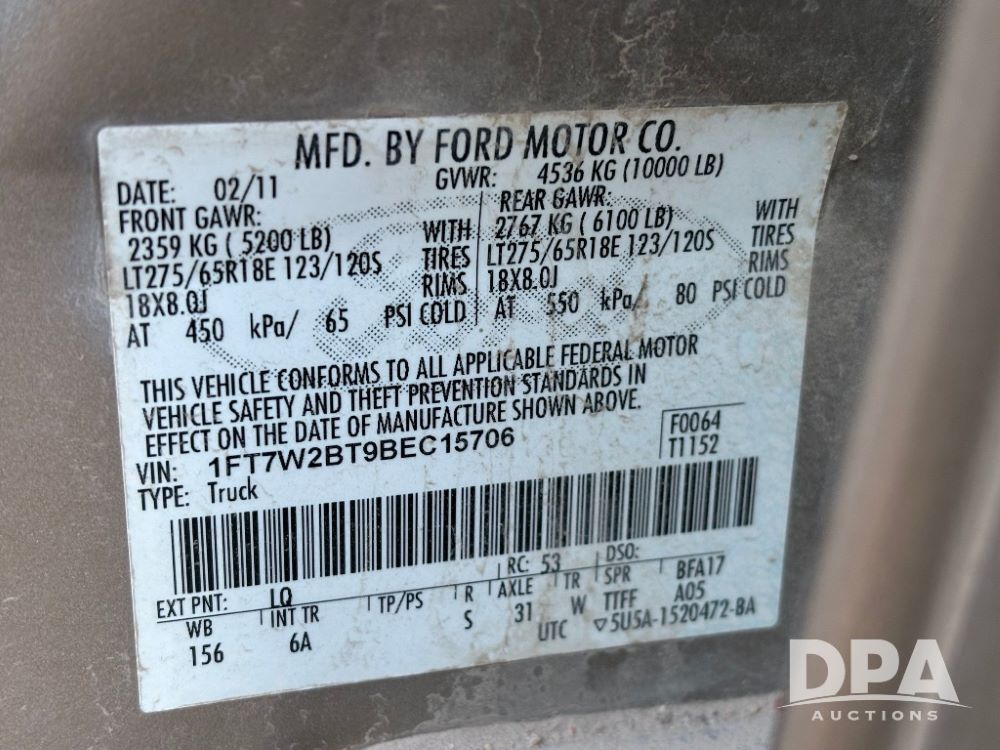 MFD. BY FORD MOTOR CO.
DATE: 02/11 GVWR: 4536 KG (10000 LB)
FRONT GAWR: REAR GAWR:
2359 KG ( 5200 LB) WITH 2767 KG ( 6100 LB) WITH
LT275/65R18E 123/120S TIRES LT275/65R18E 123/120S TIRES
18X8.0J RIMS 18X8.0J RIMS
AT 450 kPa/ 65 PSI COLD AT 550 kPa/ 80 PSI COLD
THIS VEHICLE CONFORMS TO ALL APPLICABLE FEDERAL MOTOR
VEHICLE SAFETY AND THEFT PREVENTION STANDARDS IN
EFFECT ON THE DATE OF MANUFACTURE SHOWN ABOVE.
VIN: 1FT7W2BT9BEC15706 F0064
TYPE: Truck T1152
EXT PNT: LQ RC: 53 DSO:
WB INT TR TP/PS R AXLE TR SPR BFA17
156 6A S 31 W TTFF A05
UTC ▽5U5A-1520472-BA
DPA
AUCTIONS